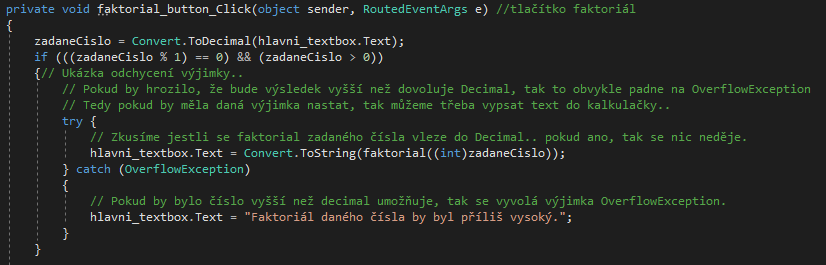 private void faktorial_button_Click(object sender, RoutedEventArgs e) //tlačítko faktoriál
{
zadaneCislo = Convert.ToDecimal(hlavni_textbox.Text);
if (((zadaneCislo % 1) == 0) && (zadaneCislo > 0))
{// Ukázka odchycení výjimky..
// Pokud by hrozilo, že bude výsledek vyšší než dovoluje Decimal, tak to obvykle padne na OverflowException
// Tedy pokud by měla daná výjimka nastat, tak můžeme třeba vypsat text do kalkulačky..
try {
// Zkusíme jestli se faktorial zadaného čísla vleze do Decimal.. pokud ano, tak se nic neděje.
hlavni_textbox.Text = Convert.ToString(faktorial((int)zadaneCislo));
} catch (OverflowException)
{
// Pokud by bylo číslo vyšší než decimal umožňuje, tak se vyvolá výjimka OverflowException.
hlavni_textbox.Text = "Faktoriál daného čísla by byl příliš vysoký.";
}
}